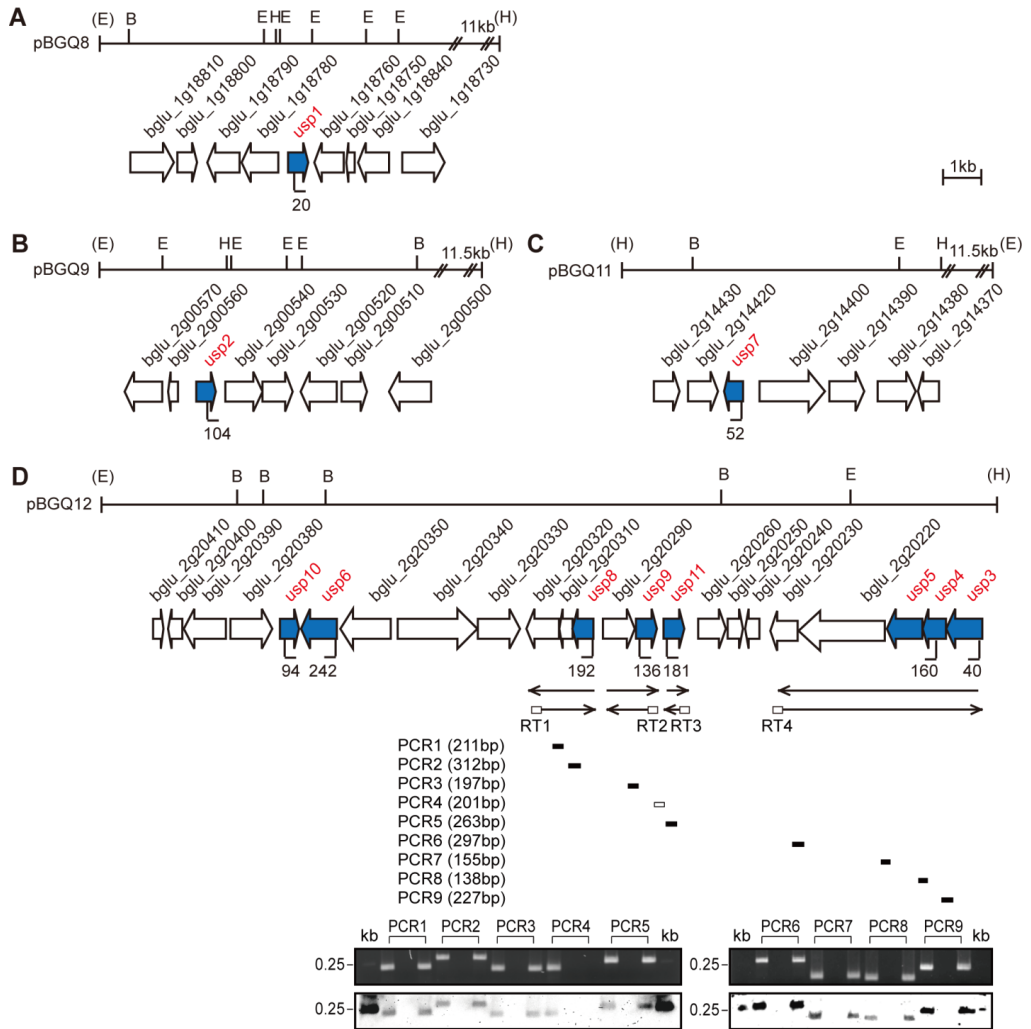 A
(E) B E H E E E E (H)
pBGQ8 11kb
bglu_1g18810 bglu_1g18800 bglu_1g18790 bglu_1g18780 usp1 bglu_1g18760 bglu_1g18750 bglu_1g18840 bglu_1g18730
20
1kb
B
(E) E H E E E B (H)
pBGQ9 11.5kb
bglu_2g00570 bglu_2g00560 usp2 bglu_2g00540 bglu_2g00530 bglu_2g00520 bglu_2g00510 bglu_2g00500
104
C
(H) B E H (E)
pBGQ11 11.5kb
bglu_2g14430 bglu_2g14420 usp7 bglu_2g14400 bglu_2g14390 bglu_2g14380 bglu_2g14370
52
D
(E) B B B B E (H)
pBGQ12
bglu_2g20410 bglu_2g20400 bglu_2g20390 bglu_2g20380 usp10 usp6 bglu_2g20350 bglu_2g20340 bglu_2g20330 bglu_2g20320 bglu_2g20310 usp8 bglu_2g20290 usp9 usp11 bglu_2g20260 bglu_2g20250 bglu_2g20240 bglu_2g20230 bglu_2g20220 usp5 usp4 usp3
94 242 192 136 181 160 40
RT1 RT2 RT3 RT4
PCR1 (211bp)
PCR2 (312bp)
PCR3 (197bp)
PCR4 (201bp)
PCR5 (263bp)
PCR6 (297bp)
PCR7 (155bp)
PCR8 (138bp)
PCR9 (227bp)
kb PCR1 PCR2 PCR3 PCR4 PCR5 kb
0.25
0.25
kb PCR6 PCR7 PCR8 PCR9 kb
0.25
0.25